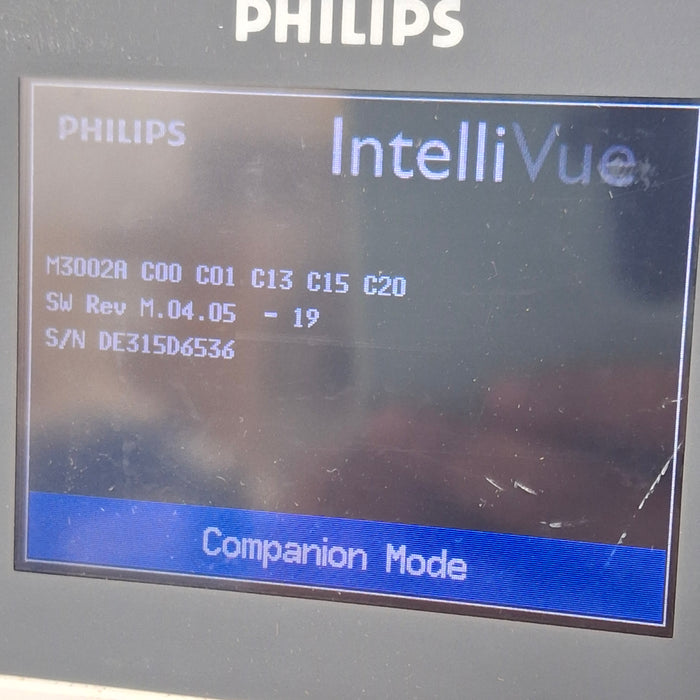 PHILIPS
PHILIPS
IntelliVue
M3002A C00 C01 C13 C15 C20
SW Rev M.04.05 - 19
S/N DE315D6536
Companion Mode